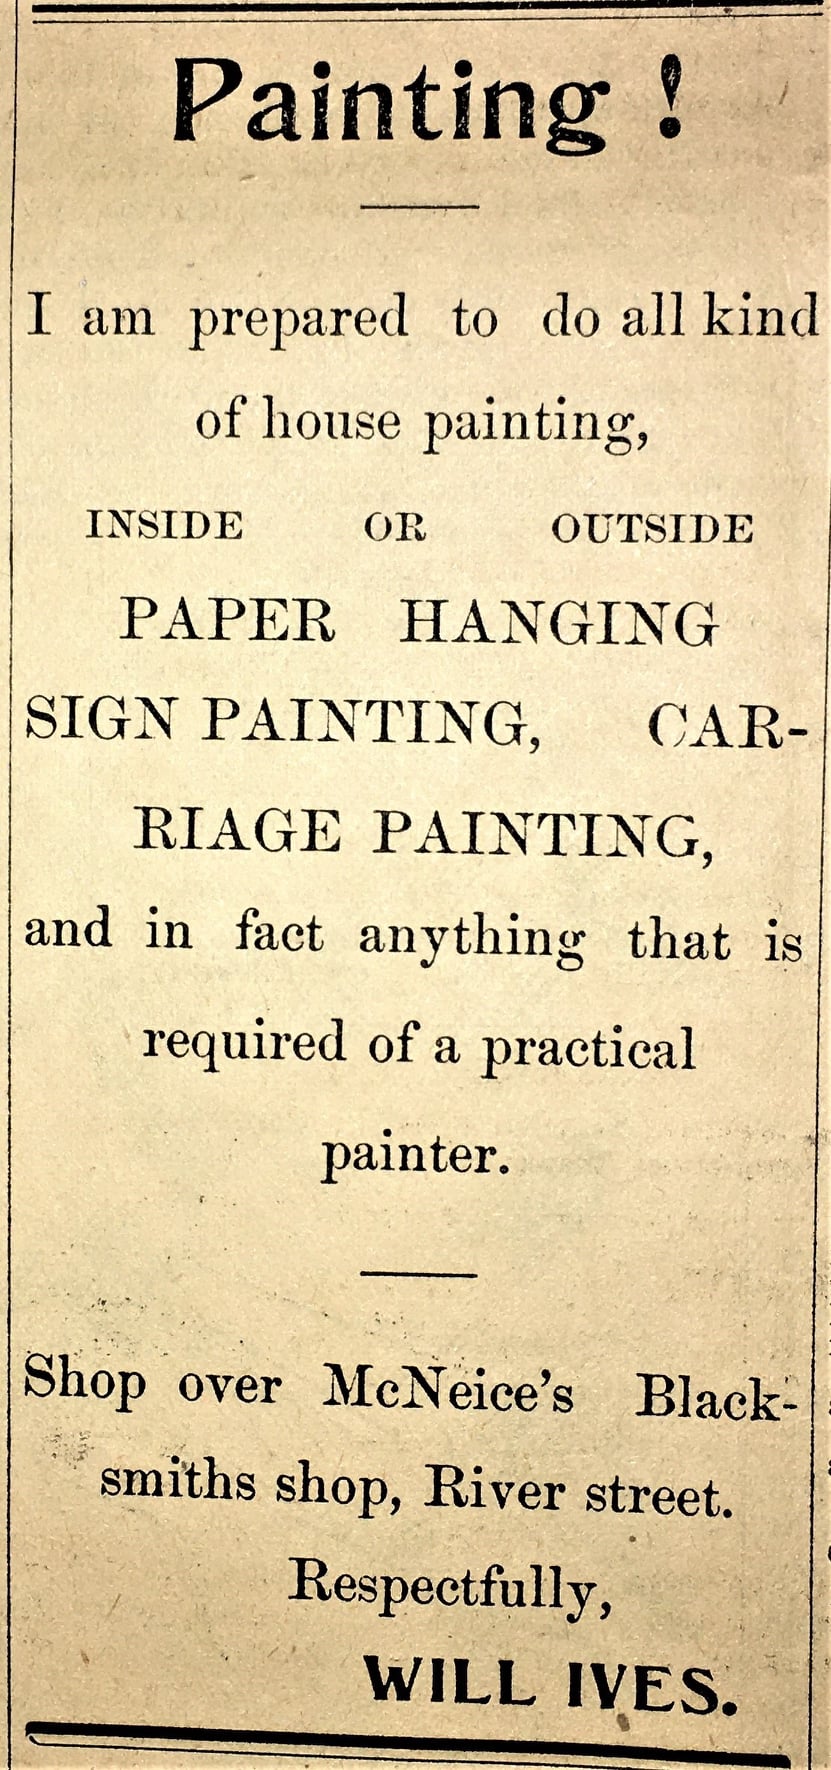 Painting !
I am prepared to do all kind
of house painting,
INSIDE OR OUTSIDE
PAPER HANGING
SIGN PAINTING, CAR-
RIAGE PAINTING,
and in fact anything that is
required of a practical
painter.
Shop over McNeice's Black-
smiths shop, River street.
Respectfully,
WILL IVES.